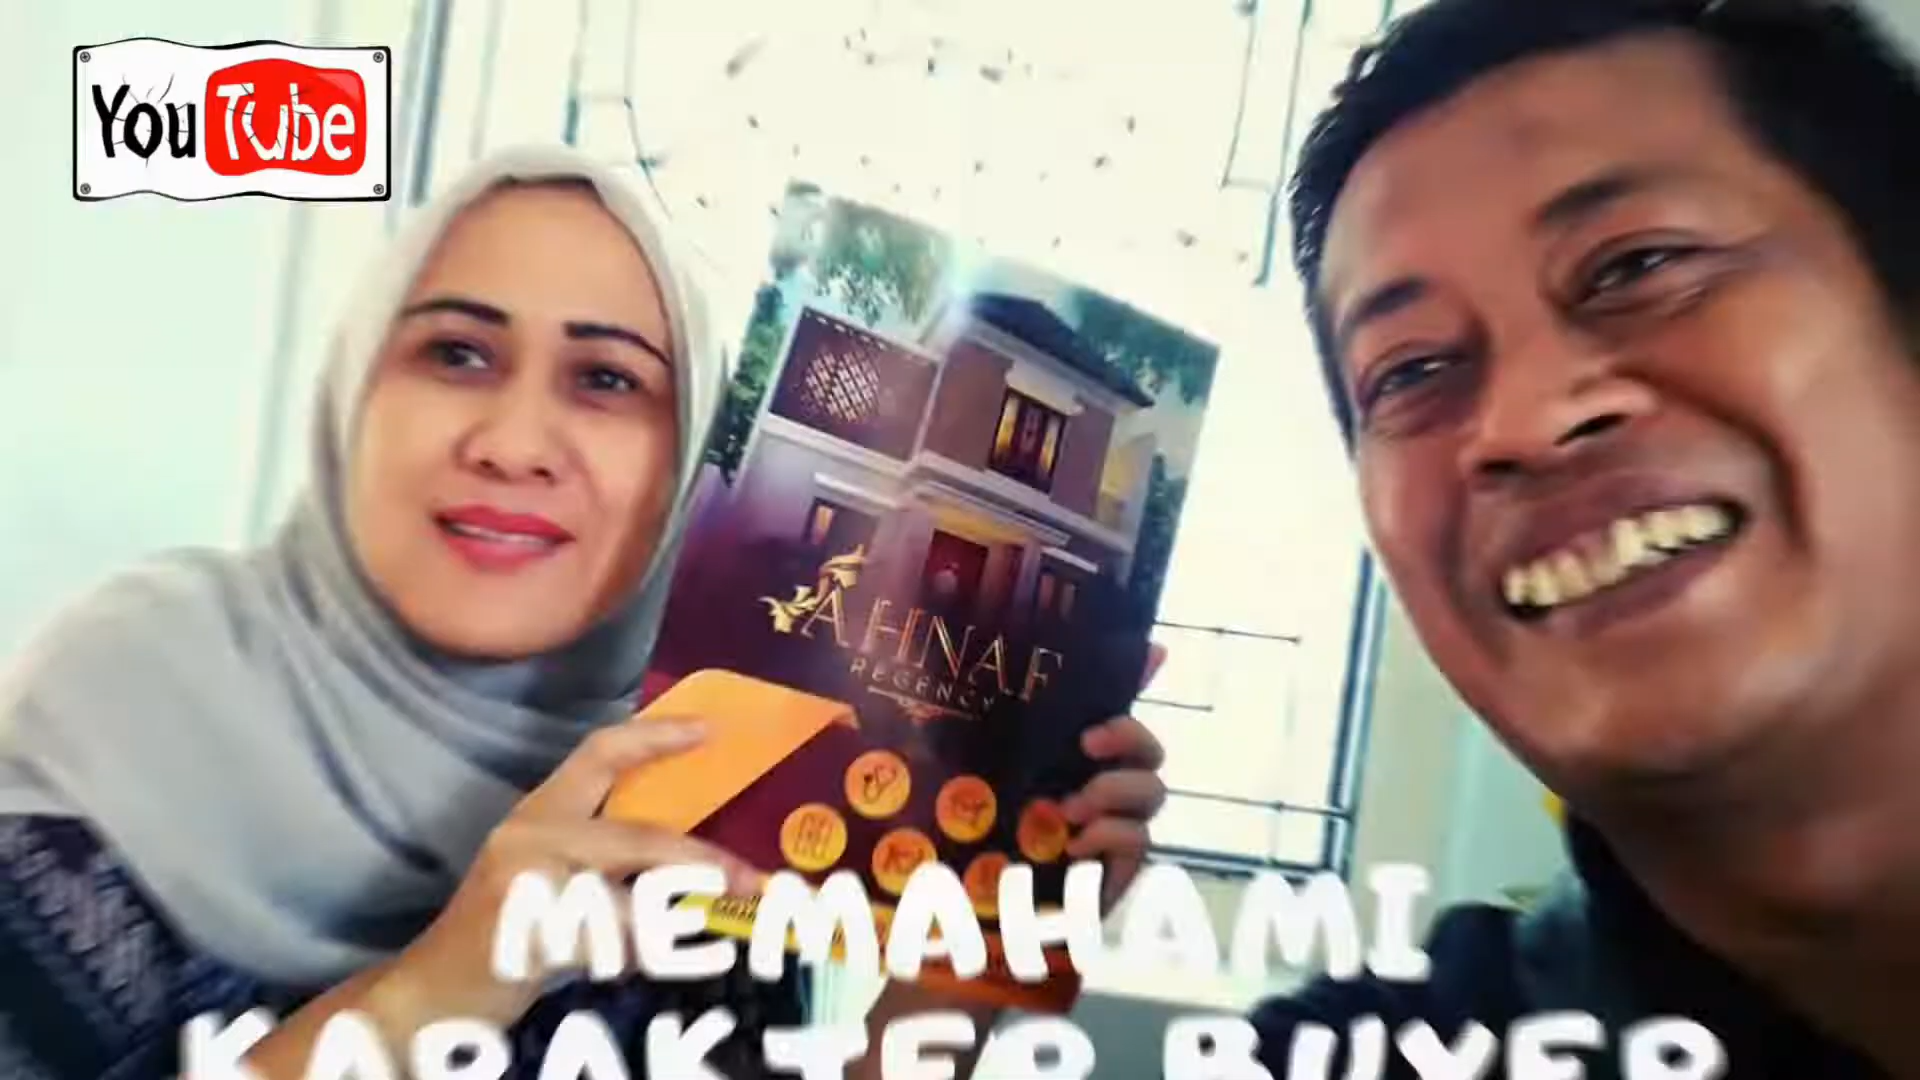 YouTube
AHNAF
REGENCY
MEMAHAMI
KARAKTER BUYER